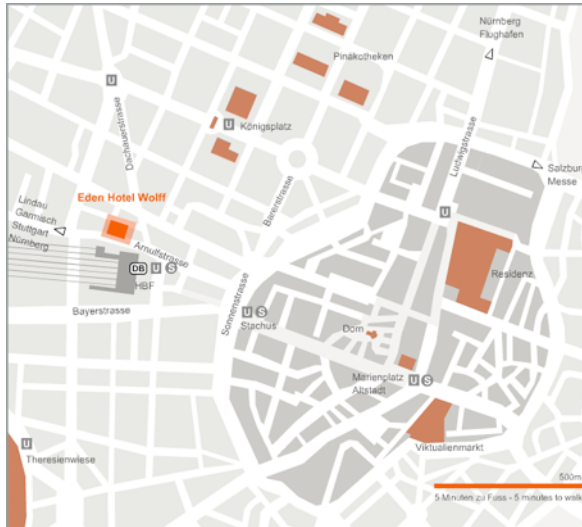 Nürnberg
Flughafen
Pinakotheken
U
U
Königsplatz
Dachauerstrasse
Ludwigstrasse
Salzburg
Messe
Barerstrasse
Eden Hotel Wolff
Lindau
Garmisch
Stuttgart
Nürnberg
U
Arnulfstrasse
DB U S
HBF
Residenz
Bayerstrasse
Sonnenstrasse
U S
Stachus
Dom
Marienplatz U S
Altstadt
U
Theresienwiese
Viktualienmarkt
500m
5 Minuten zu Fuss - 5 minutes to walk